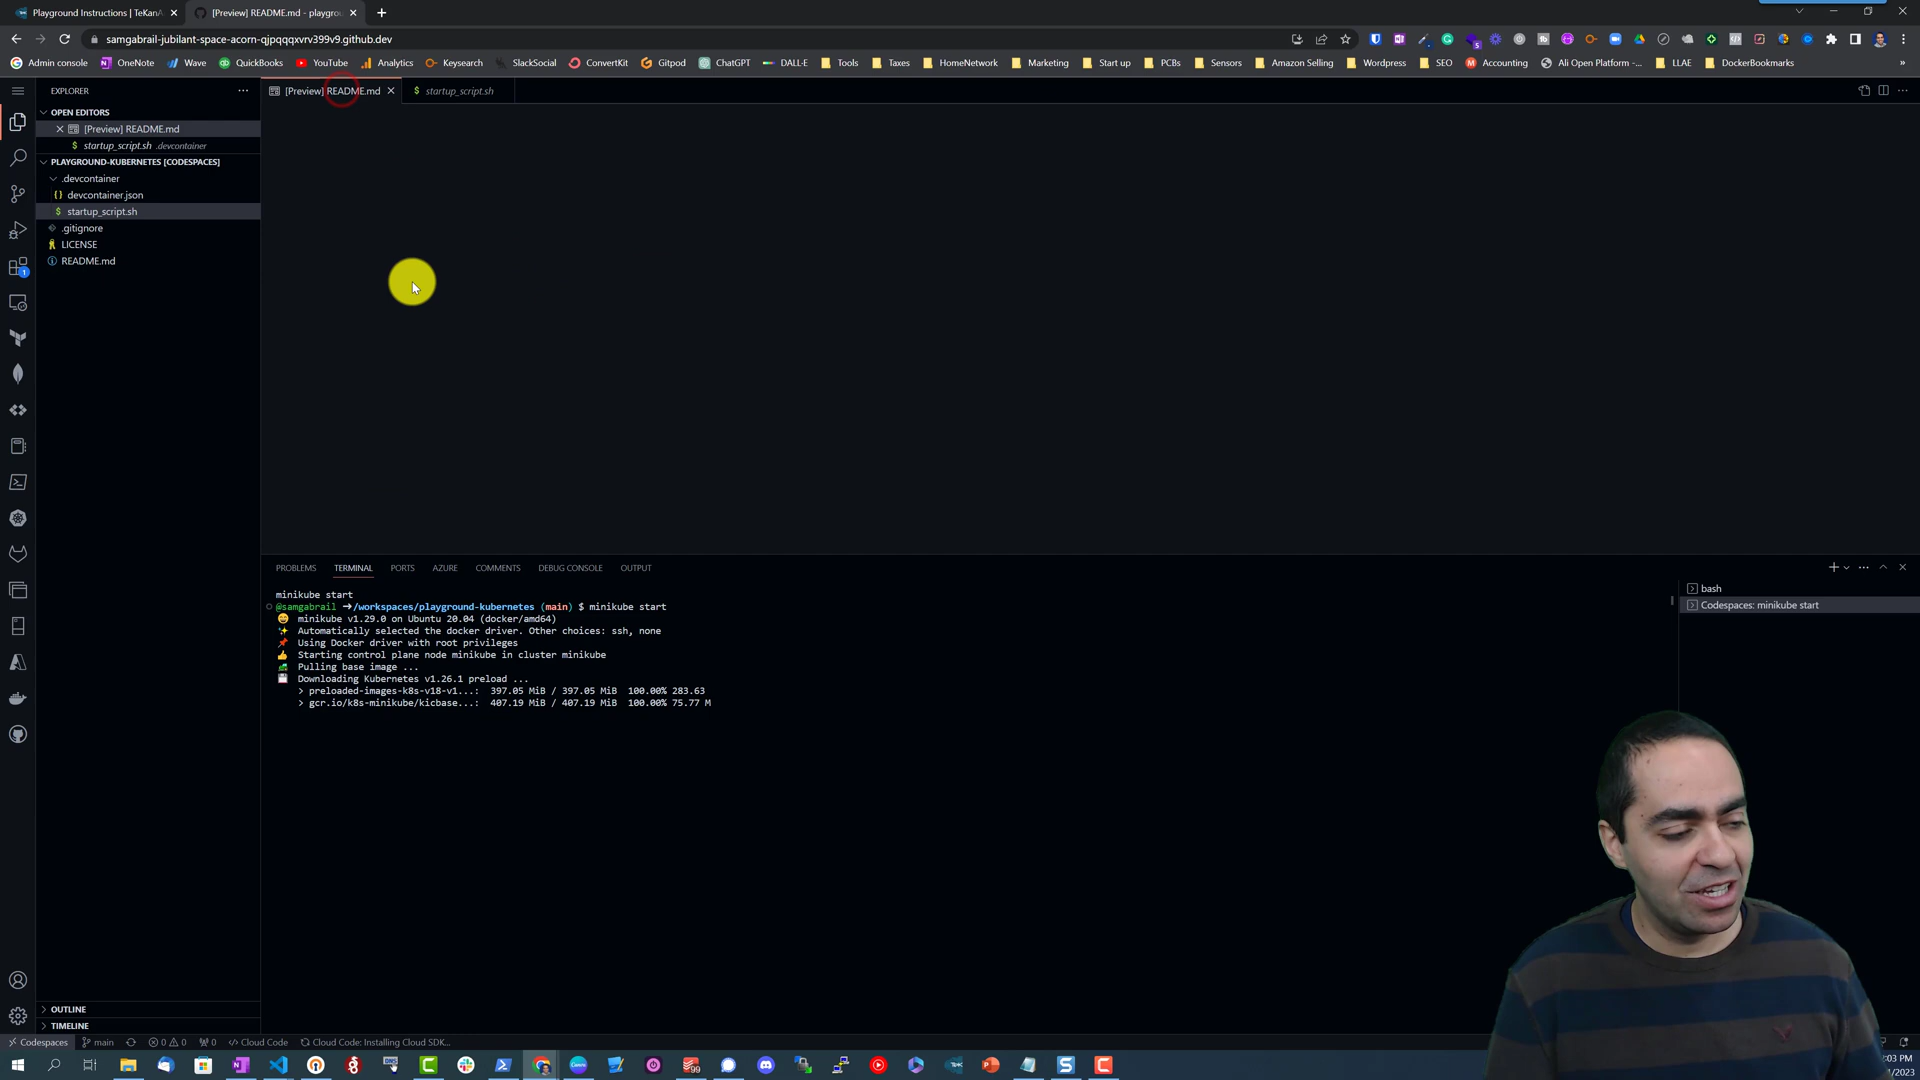 Playground Instructions | TeKanA
[Preview] README.md - playgrou
samgabrail-jubilant-space-acorn-qjpqqqxvrv399v9.github.dev
Admin console
OneNote
Wave
QuickBooks
YouTube
Analytics
Keysearch
SlackSocial
ConvertKit
Gitpod
ChatGPT
DALL-E
Tools
Taxes
HomeNetwork
Marketing
Start up
PCBs
Sensors
Amazon Selling
Wordpress
SEO
Accounting
Ali Open Platform -...
LLAE
DockerBookmarks
EXPLORER
[Preview] README.md
startup_script.sh
OPEN EDITORS
[Preview] README.md
startup_script.sh .devcontainer
PLAYGROUND-KUBERNETES [CODESPACES]
.devcontainer
devcontainer.json
startup_script.sh
.gitignore
LICENSE
README.md
PROBLEMS
TERMINAL
PORTS
AZURE
COMMENTS
DEBUG CONSOLE
OUTPUT
minikube start
@samgabrail ➜/workspaces/playground-kubernetes (main) $ minikube start
minikube v1.29.0 on Ubuntu 20.04 (docker/amd64)
Automatically selected the docker driver. Other choices: ssh, none
Using Docker driver with root privileges
Starting control plane node minikube in cluster minikube
Pulling base image ...
Downloading Kubernetes v1.26.1 preload ...
> preloaded-images-k8s-v18-v1...: 397.05 MiB / 397.05 MiB 100.00% 283.63
> gcr.io/k8s-minikube/kicbase...: 407.19 MiB / 407.19 MiB 100.00% 75.77 M
bash
Codespaces: minikube start
OUTLINE
TIMELINE
Codespaces
main
0
0
0
Cloud Code
Cloud Code: Installing Cloud SDK...
99
:03 PM
1/2023